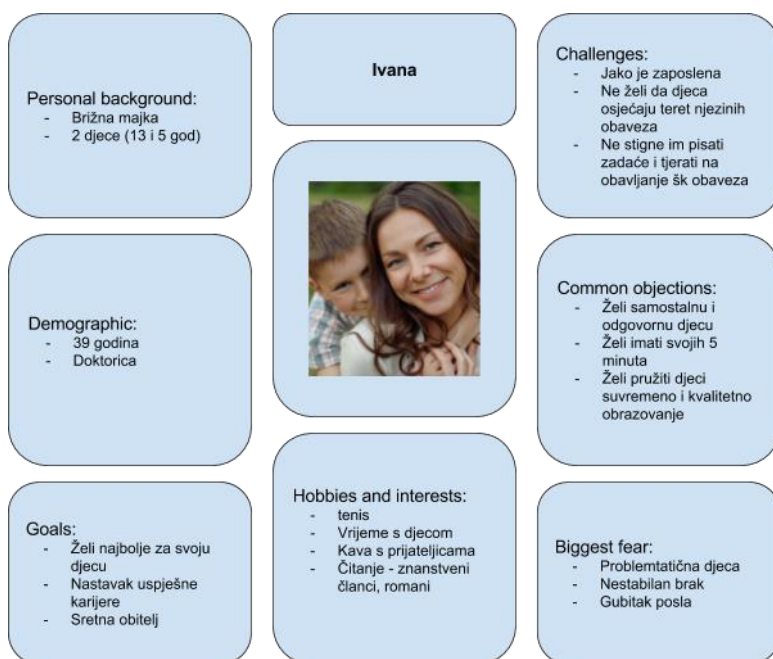 Personal background:
- Brižna majka
- 2 djece (13 i 5 god)
Ivana
Challenges:
- Jako je zaposlena
- Ne želi da djeca
osjećaju teret njezinih
obaveza
- Ne stigne im pisati
zadaće i tjerati na
obavljanje šk obaveza
Demographic:
- 39 godina
- Doktorica
Common objections:
- Želi samostalnu i
odgovornu djecu
- Želi imati svojih 5
minuta
- Želi pružiti djeci
suvremeno i kvalitetno
obrazovanje
Goals:
- Želi najbolje za svoju
djecu
- Nastavak uspješne
karijere
- Sretna obitelj
Hobbies and interests:
- tenis
- Vrijeme s djecom
- Kava s prijateljicama
- Čitanje - znanstveni
članci, romani
Biggest fear:
- Problemtatična djeca
- Nestabilan brak
- Gubitak posla